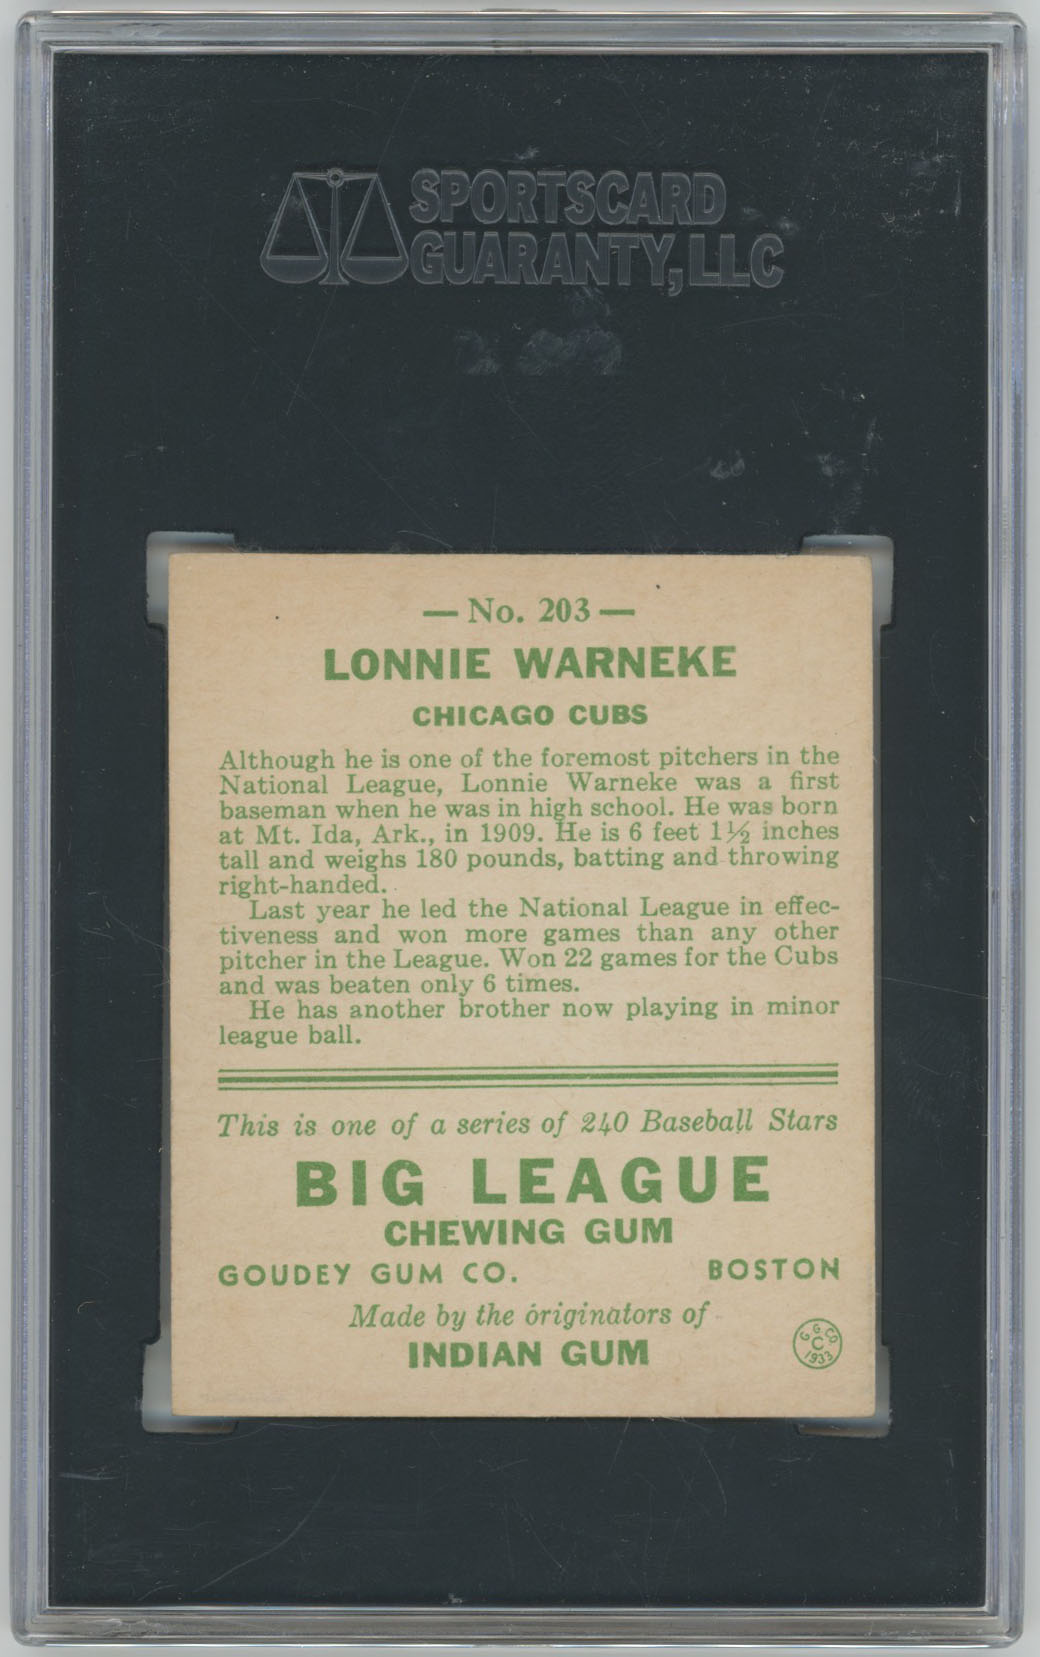 SPORTSCARD
GUARANTY, LLC
— No. 203 —
LONNIE WARNEKE
CHICAGO CUBS
Although he is one of the foremost pitchers in the
National League, Lonnie Warneke was a first
baseman when he was in high school. He was born
at Mt. Ida, Ark., in 1909. He is 6 feet 1½ inches
tall and weighs 180 pounds, batting and throwing
right-handed.
Last year he led the National League in effec-
tiveness and won more games than any other
pitcher in the League. Won 22 games for the Cubs
and was beaten only 6 times.
He has another brother now playing in minor
league ball.
This is one of a series of 240 Baseball Stars
BIG LEAGUE
CHEWING GUM
GOUDEY GUM CO. BOSTON
Made by the originators of
INDIAN GUM
G. G. CO.
C
1933